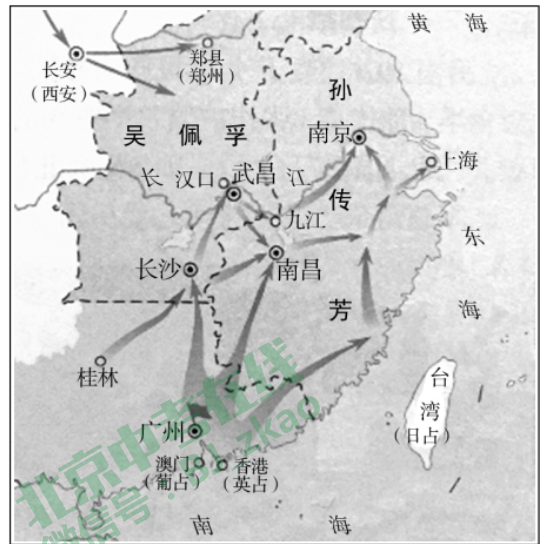 黄 海
长安
(西安)
郑县
(郑州)
孙
吴 佩 孚
南京
上海
长 汉口 武昌 江
传
九江
东
长沙
南昌
芳
海
桂林
台
湾
(日占)
广州
澳门
(葡占)
香港
(英占)
南 海
北京中考在线